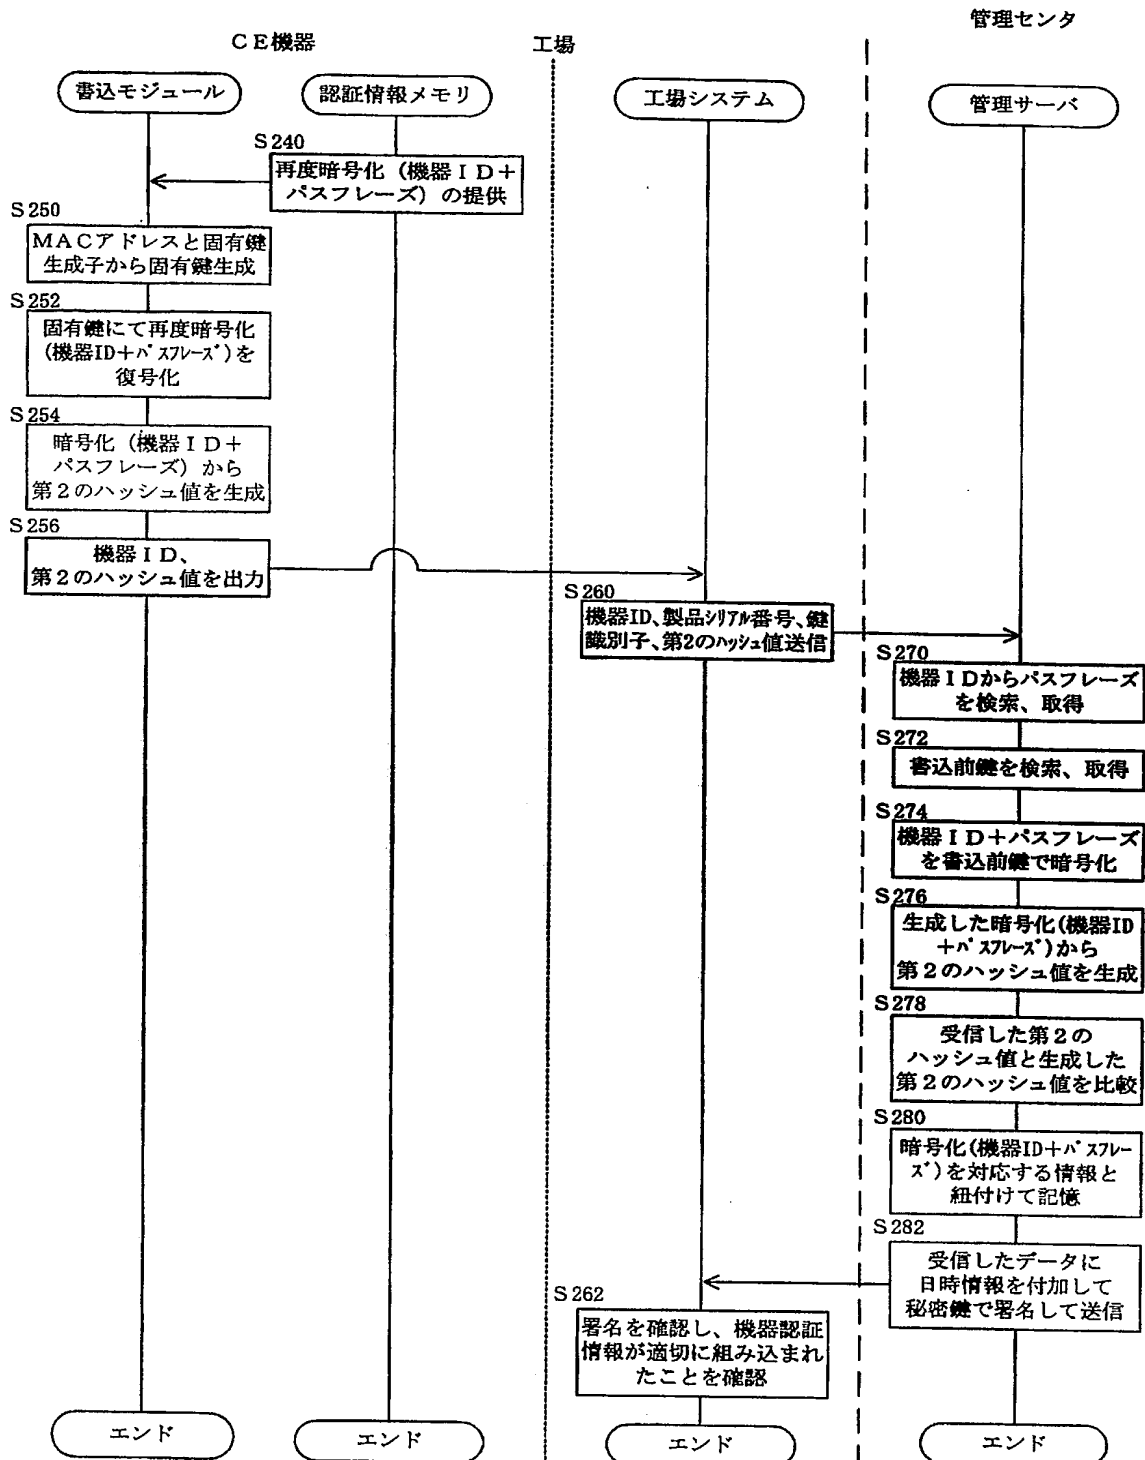 管理センタ
CE機器
工場
書込モジュール
認証情報メモリ
工場システム
管理サーバ
S240
再度暗号化（機器ID＋
パスフレーズ）の提供
S250
MACアドレスと固有鍵
生成子から固有鍵生成
S252
固有鍵にて再度暗号化
(機器ID＋ﾊﾟｽﾌﾚｰｽﾞ)を
復号化
S254
暗号化（機器ID＋
パスフレーズ）から
第2のハッシュ値を生成
S256
機器ID、
第2のハッシュ値を出力
S260
機器ID、製品ｼﾘｱﾙ番号、鍵
識別子、第2のﾊｯｼｭ値送信
S270
機器IDからパスフレーズ
を検索、取得
S272
書込前鍵を検索、取得
S274
機器ID＋パスフレーズ
を書込前鍵で暗号化
S276
生成した暗号化(機器ID
＋ﾊﾟｽﾌﾚｰｽﾞ)から
第2のハッシュ値を生成
S278
受信した第2の
ハッシュ値と生成した
第2のハッシュ値を比較
S280
暗号化(機器ID＋ﾊﾟｽﾌﾚｰ
ｽﾞ)を対応する情報と
紐付けて記憶
S282
受信したデータに
日時情報を付加して
秘密鍵で署名して送信
S262
署名を確認し、機器認証
情報が適切に組み込まれ
たことを確認
エンド
エンド
エンド
エンド